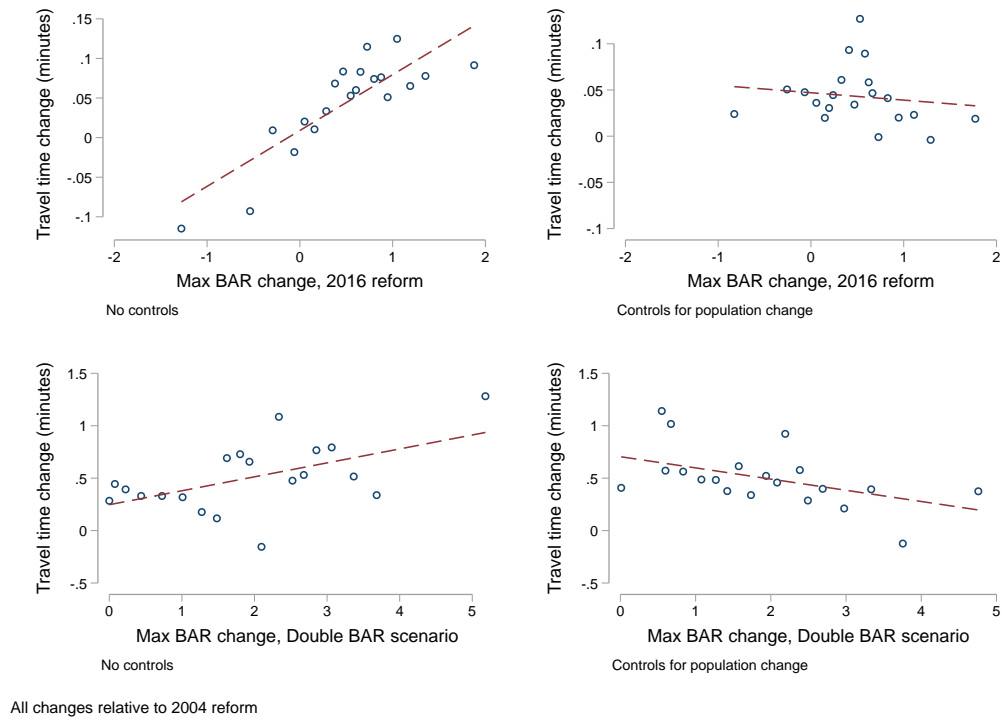 .15
.1
.05
0
-.05
-.1
Travel time change (minutes)
-2 -1 0 1 2
Max BAR change, 2016 reform
No controls
.1
.05
0
-.05
-.1
Travel time change (minutes)
-2 -1 0 1 2
Max BAR change, 2016 reform
Controls for population change
1.5
1
.5
0
-.5
Travel time change (minutes)
0 1 2 3 4 5
Max BAR change, Double BAR scenario
No controls
1.5
1
.5
0
-.5
Travel time change (minutes)
0 1 2 3 4 5
Max BAR change, Double BAR scenario
Controls for population change
All changes relative to 2004 reform